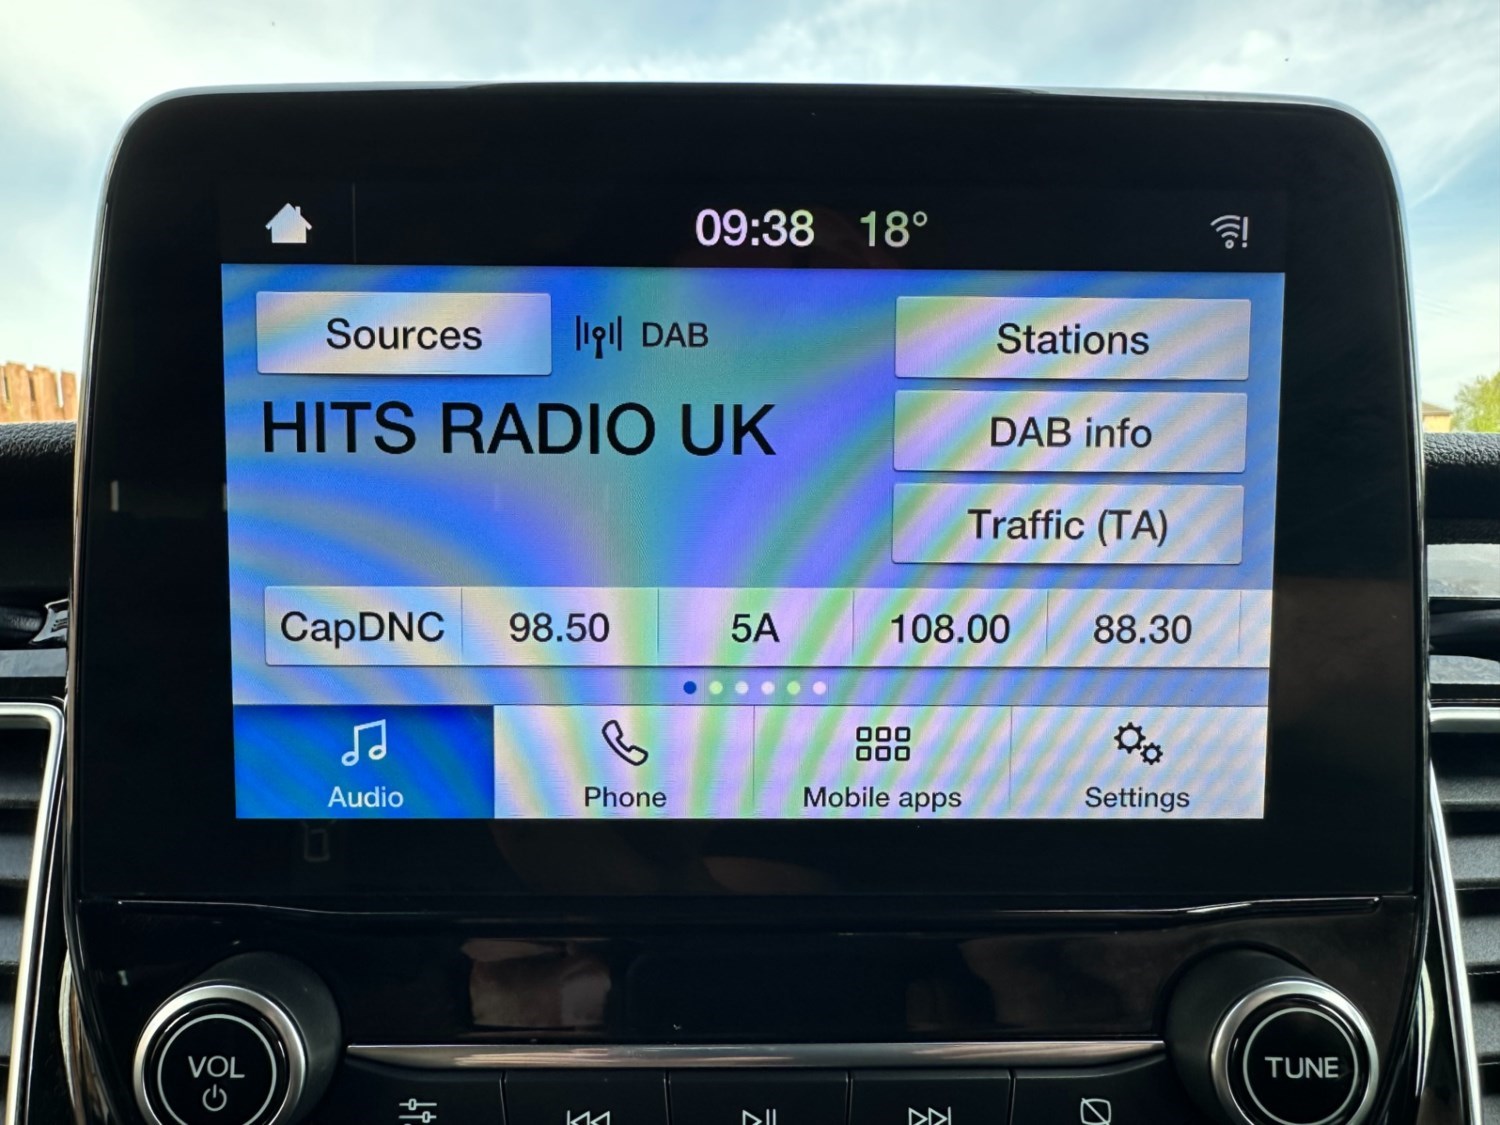 09:38 18°
Sources DAB Stations
HITS RADIO UK
DAB info
Traffic (TA)
CapDNC 98.50 5A 108.00 88.30
Audio Phone Mobile apps Settings
VOL TUNE